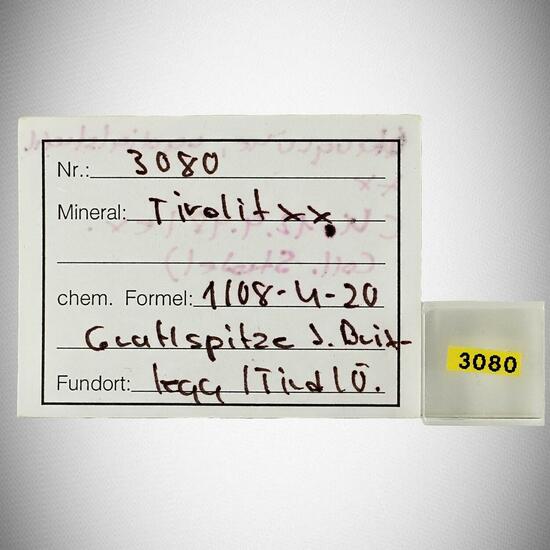 Nr.: 3080
Mineral: Tirolit xx
chem. Formel: 1108-4-20
Gratlspitze S. Brix-
Fundort: legg / Tirol / Ö.
3080